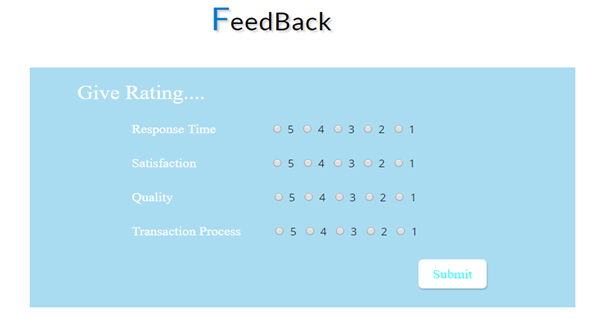 FeedBack
Give Rating....
Response Time 5 4 3 2 1
Satisfaction 5 4 3 2 1
Quality 5 4 3 2 1
Transaction Process 5 4 3 2 1
Submit